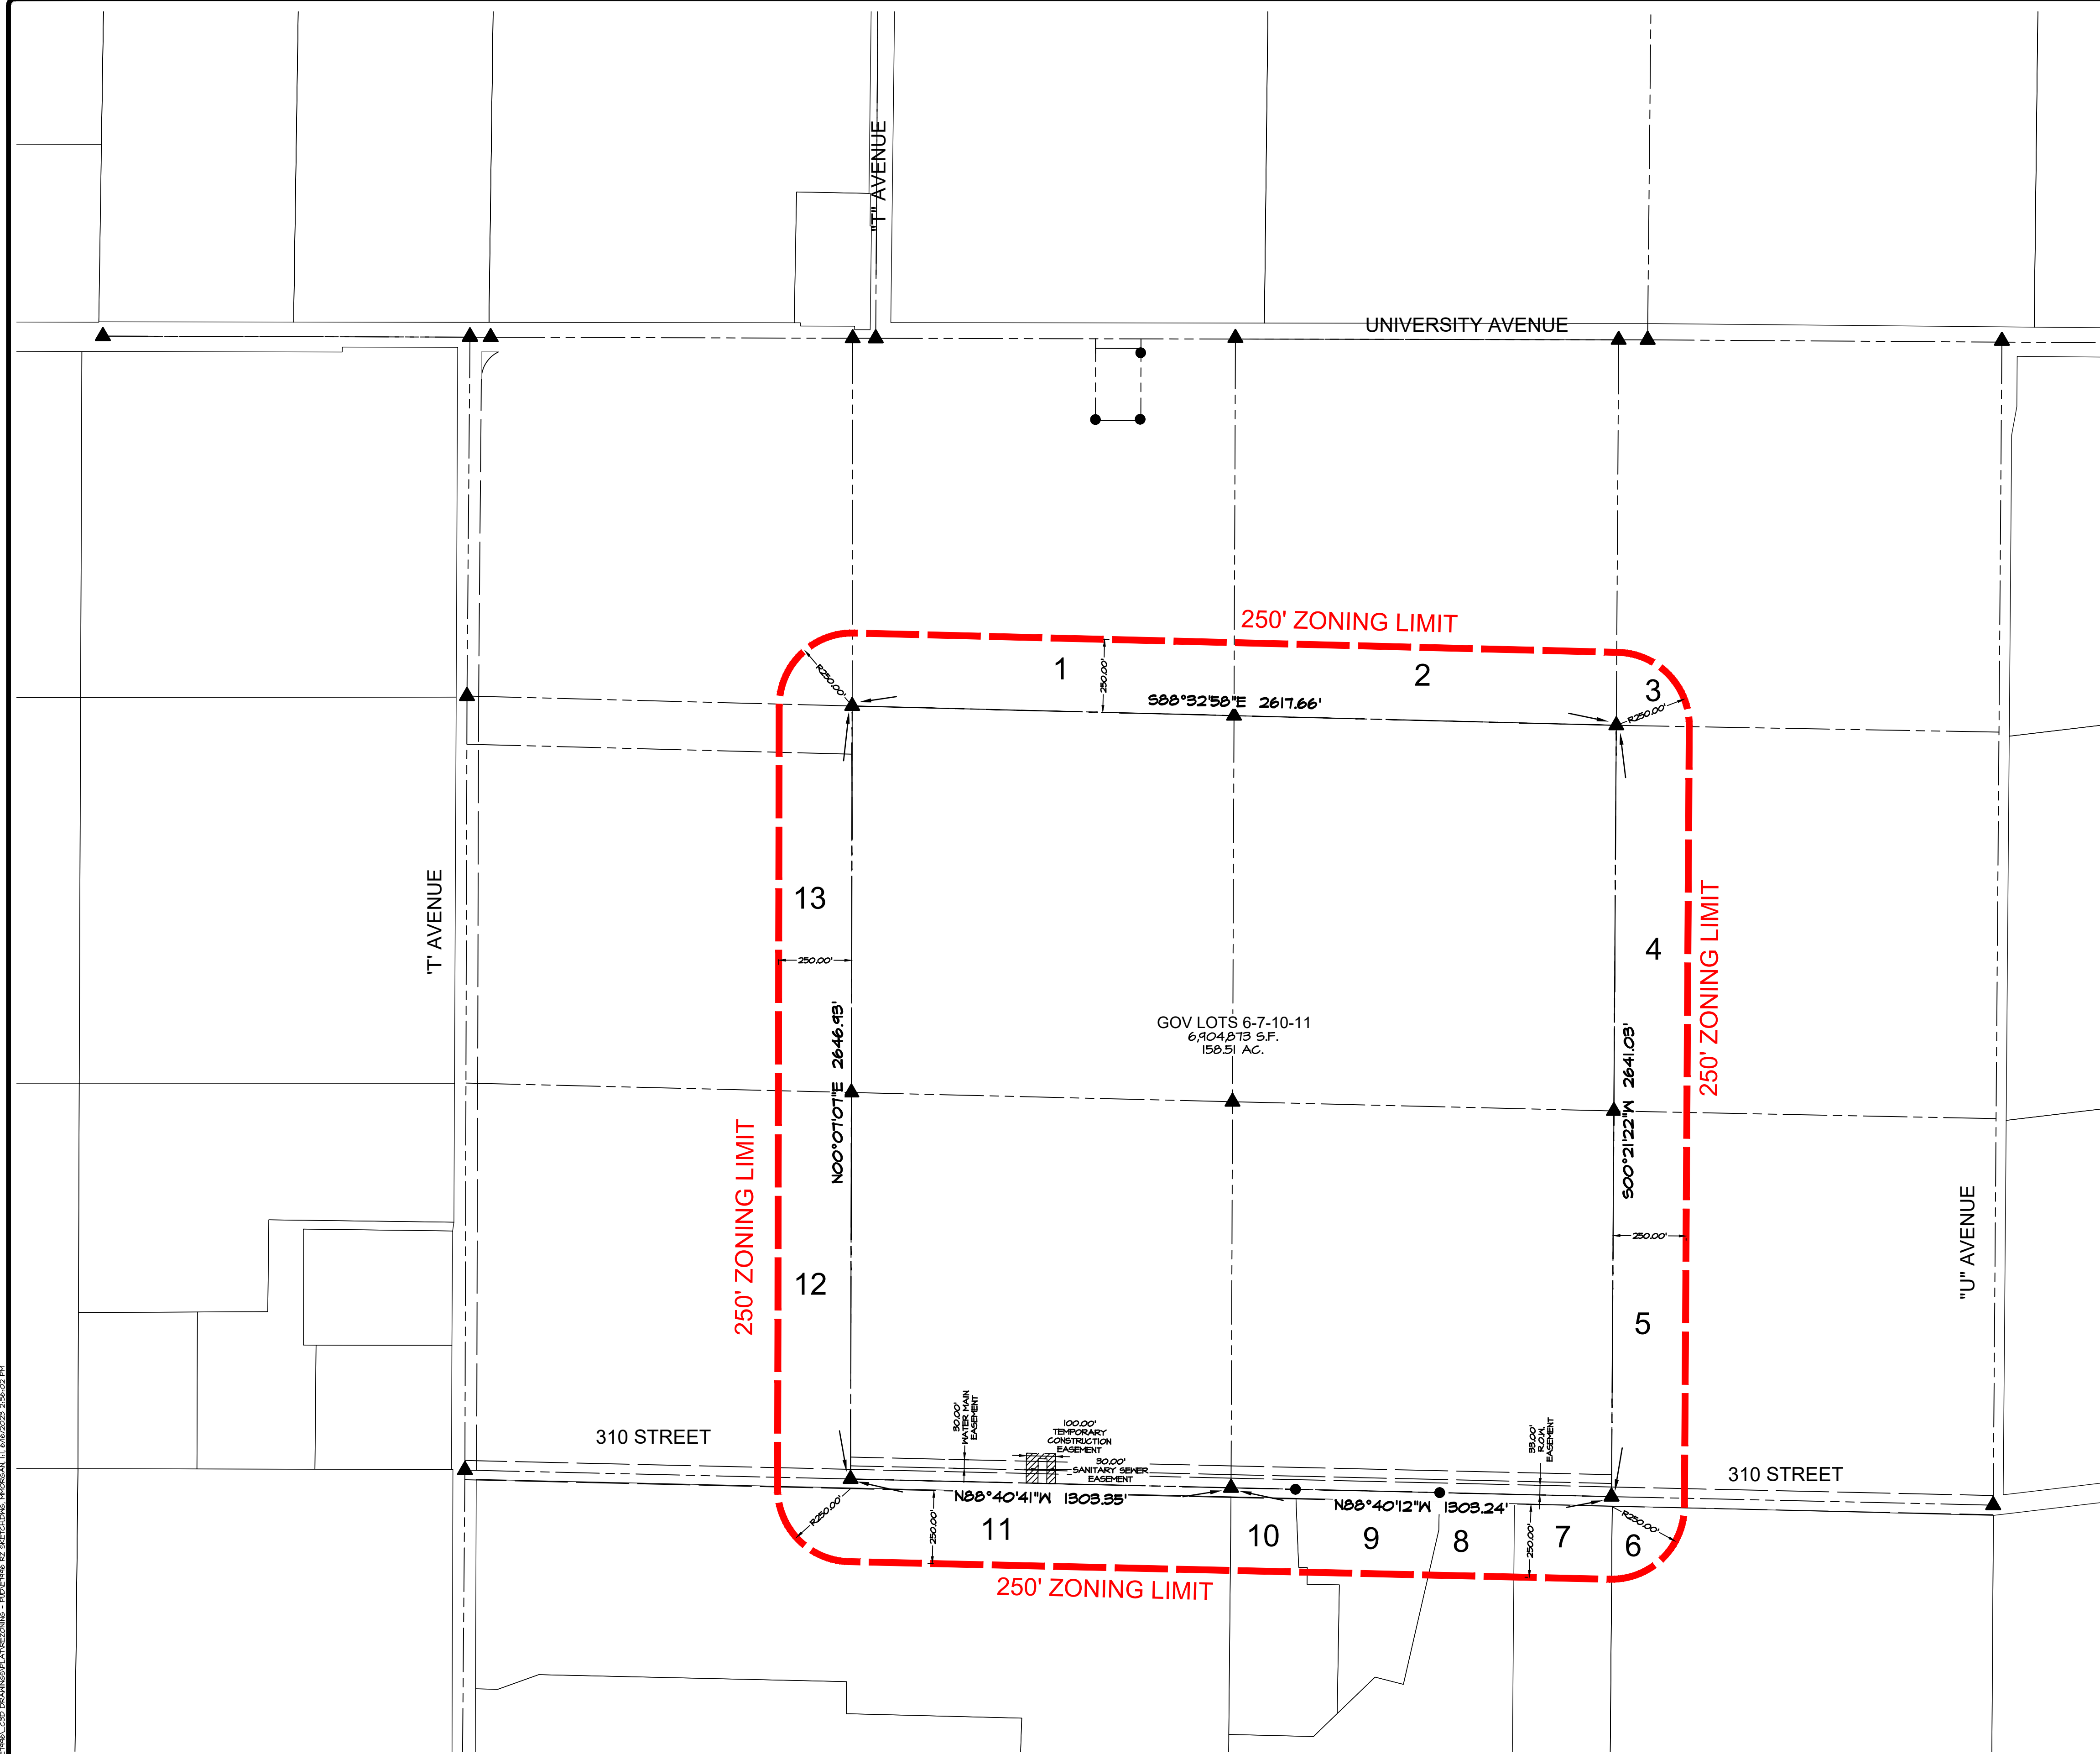 "T" AVENUE
UNIVERSITY AVENUE
250' ZONING LIMIT
1
2
3
250.00'
R250.00'
R250.00'
S88°32'58"E 2617.66'
13
'T' AVENUE
4
250' ZONING LIMIT
250.00'
N00°07'07"E 2646.93'
GOV LOTS 6-7-10-11
6,904,873 S.F.
158.51 AC.
S00°21'22"W 2641.03'
250' ZONING LIMIT
12
250.00'
"U" AVENUE
5
310 STREET
30.00'
WATER MAIN
EASEMENT
100.00'
TEMPORARY
CONSTRUCTION
EASEMENT
30.00'
SANITARY SEWER
EASEMENT
33.00'
R.O.W.
EASEMENT
310 STREET
N88°40'41"W 1303.35'
N88°40'12"W 1303.24'
R250.00'
250.00'
11
10
9
8
250.00'
7
R250.00'
6
250' ZONING LIMIT